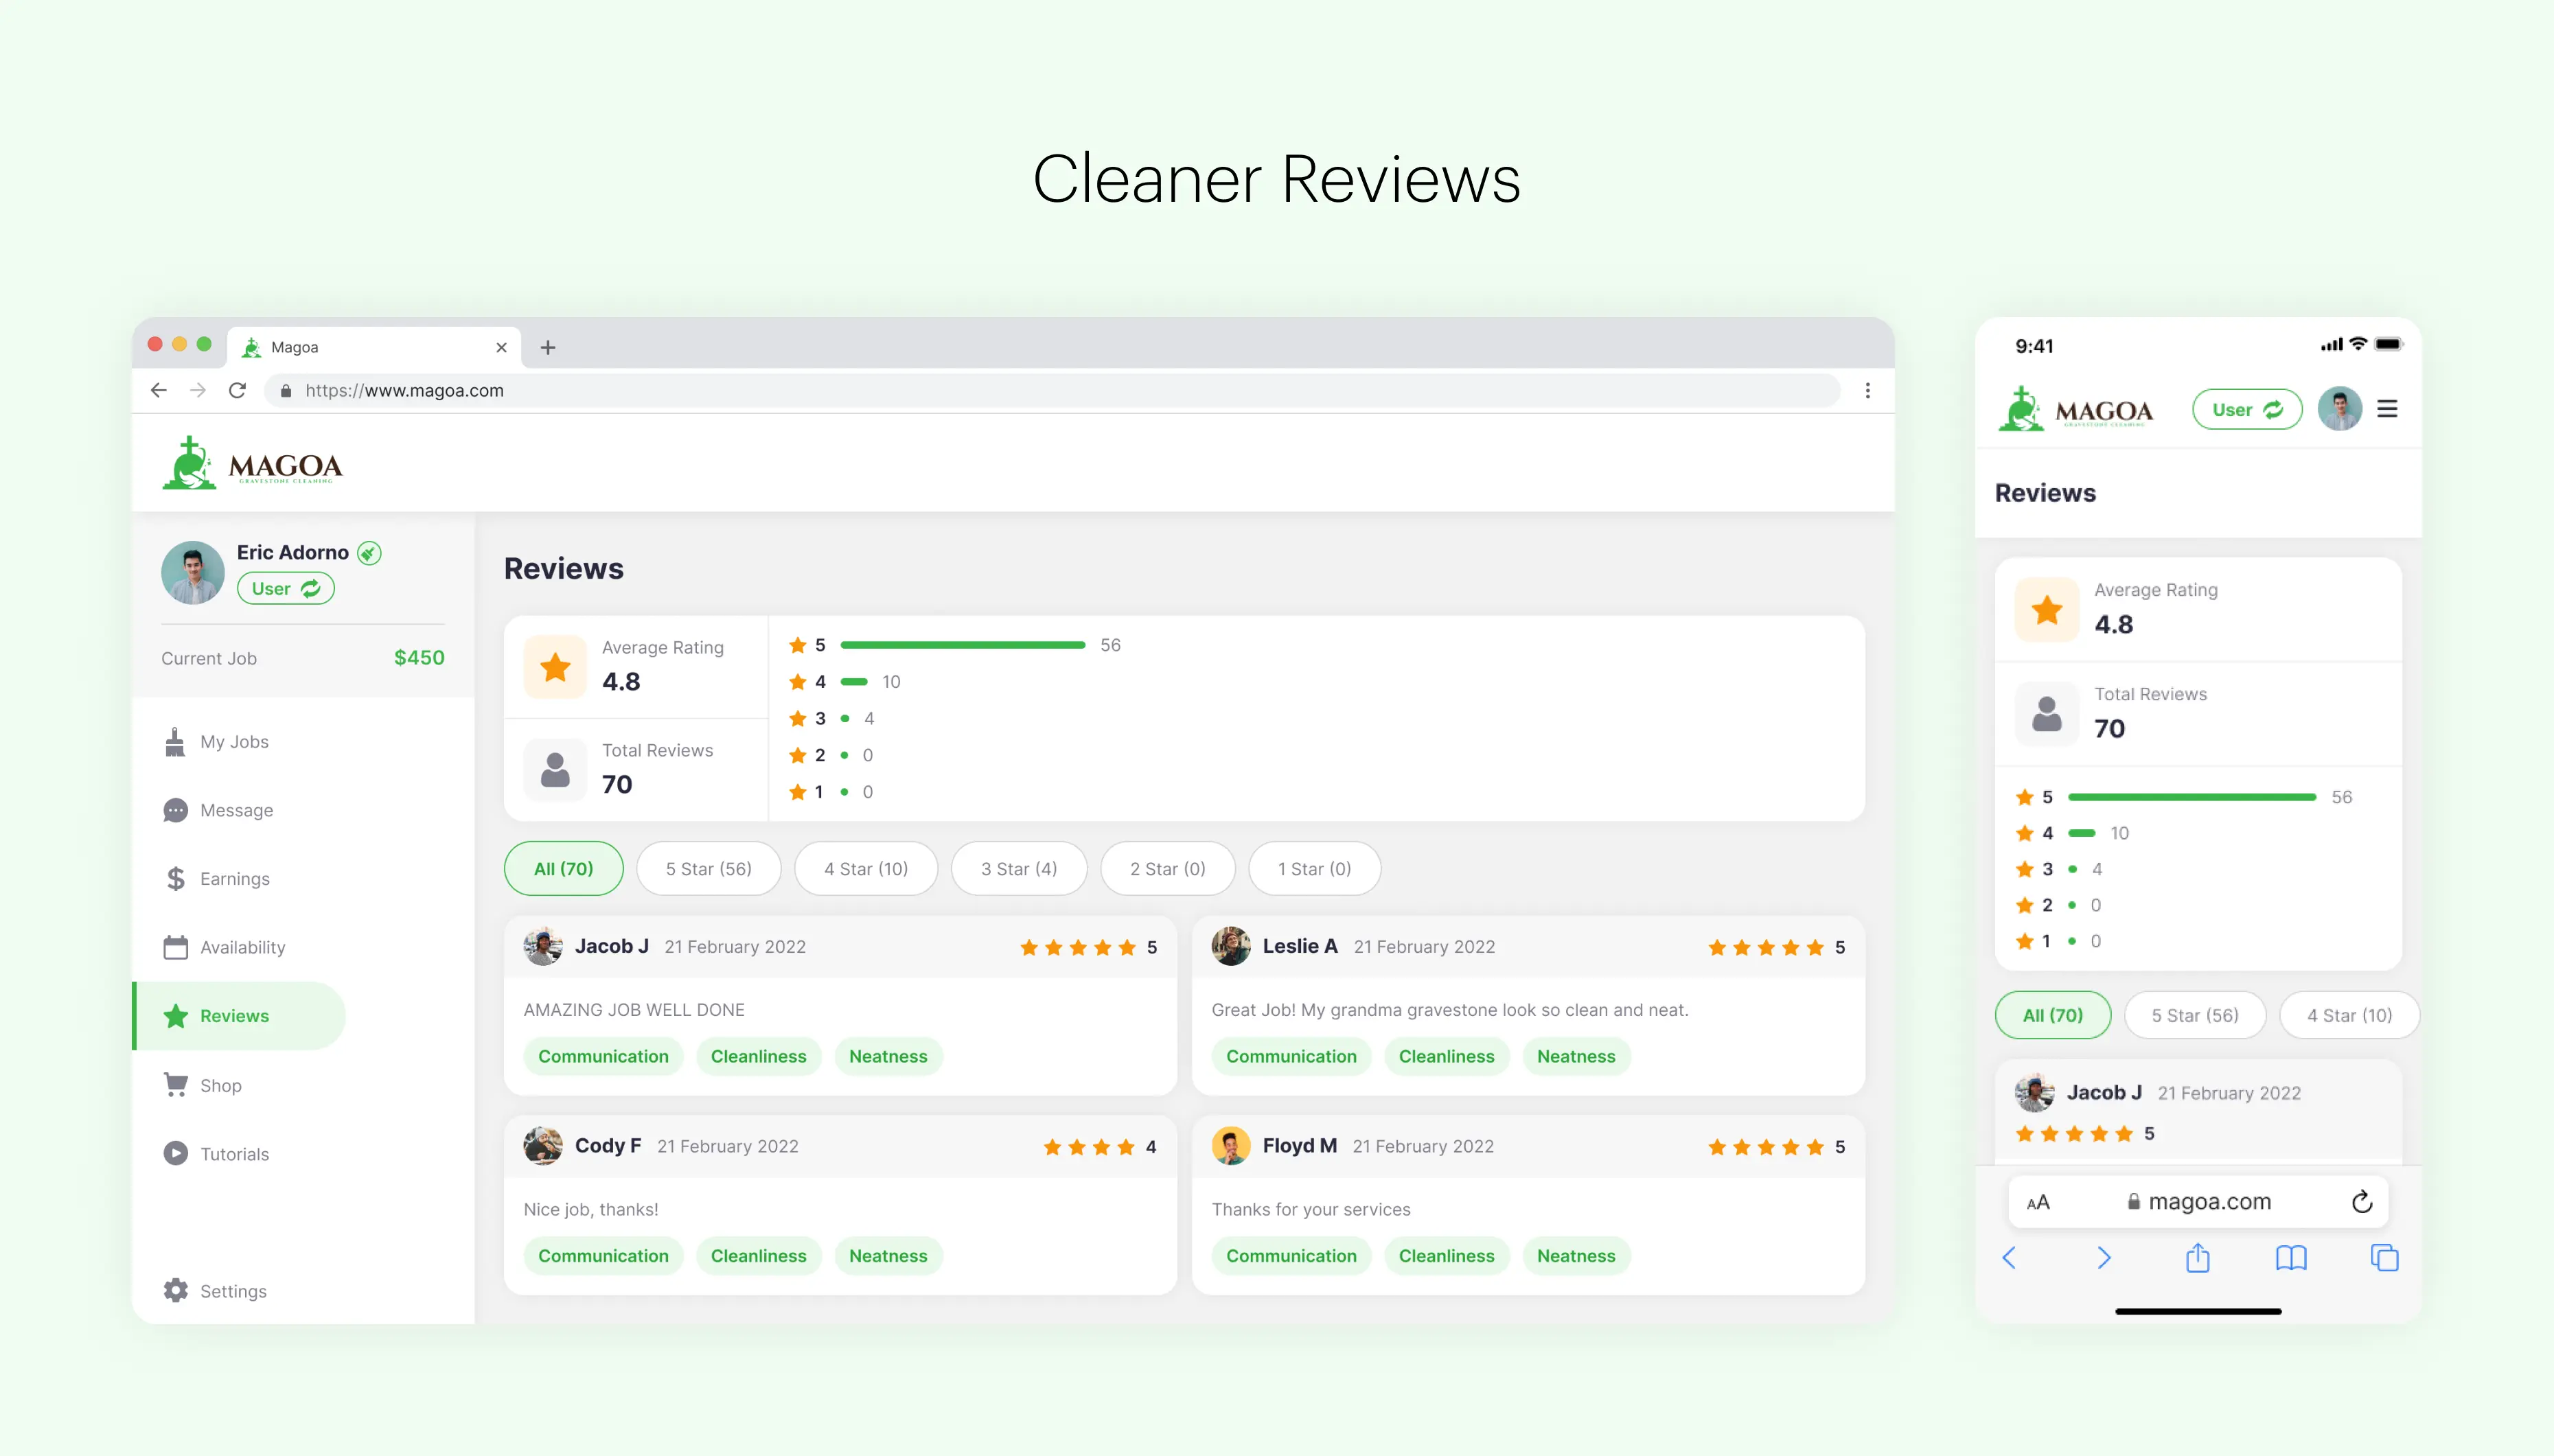 Cleaner Reviews
Magoa
https://www.magoa.com
MAGOA
GRAVESTONE CLEANING
Eric Adorno
User
Current Job $450
My Jobs
Message
Earnings
Availability
Reviews
Shop
Tutorials
Settings
Reviews
Average Rating
4.8
Total Reviews
70
5 56
4 10
3 4
2 0
1 0
All (70) 5 Star (56) 4 Star (10) 3 Star (4) 2 Star (0) 1 Star (0)
Jacob J 21 February 2022 5
AMAZING JOB WELL DONE
Communication Cleanliness Neatness
Leslie A 21 February 2022 5
Great Job! My grandma gravestone look so clean and neat.
Communication Cleanliness Neatness
Cody F 21 February 2022 4
Nice job, thanks!
Communication Cleanliness Neatness
Floyd M 21 February 2022 5
Thanks for your services
Communication Cleanliness Neatness
9:41
MAGOA
GRAVESTONE CLEANING
User
Reviews
Average Rating
4.8
Total Reviews
70
5 56
4 10
3 4
2 0
1 0
All (70) 5 Star (56) 4 Star (10)
Jacob J 21 February 2022
5
AA magoa.com